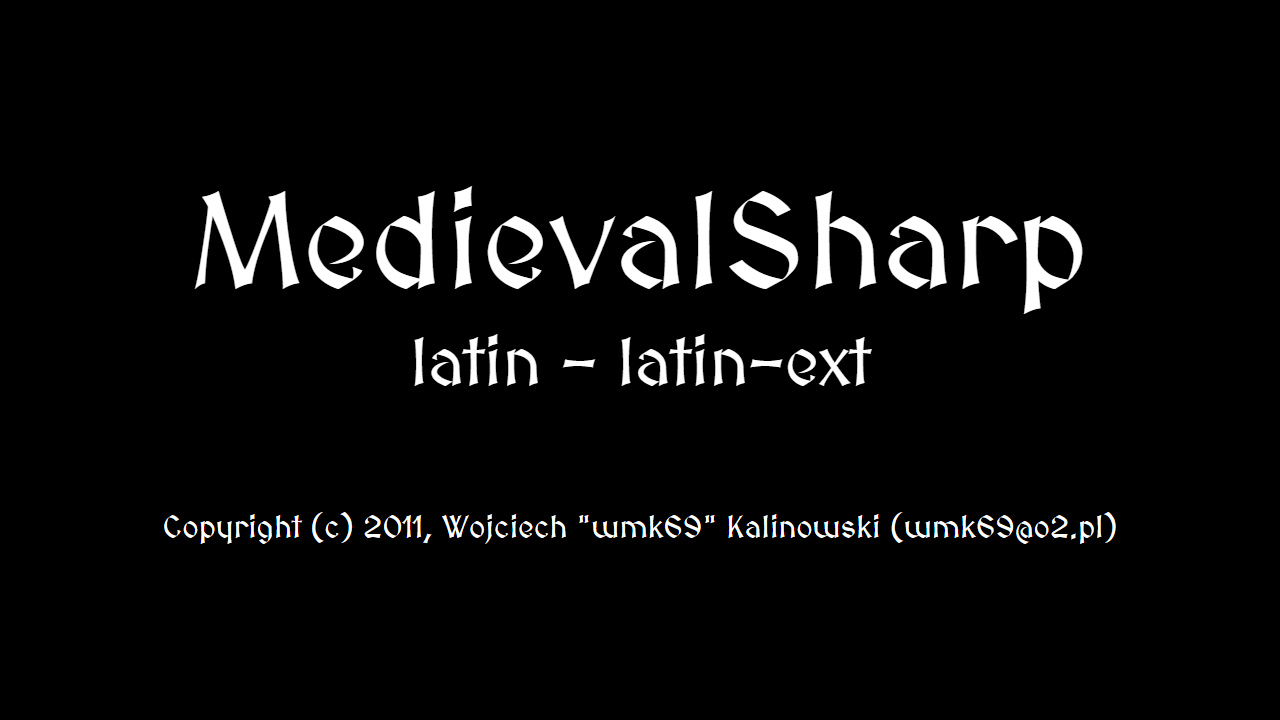 MedievalSharp
latin - latin-ext
Copyright (c) 2011, Wojciech "wmk69" Kalinowski (wmk69@o2.pl)